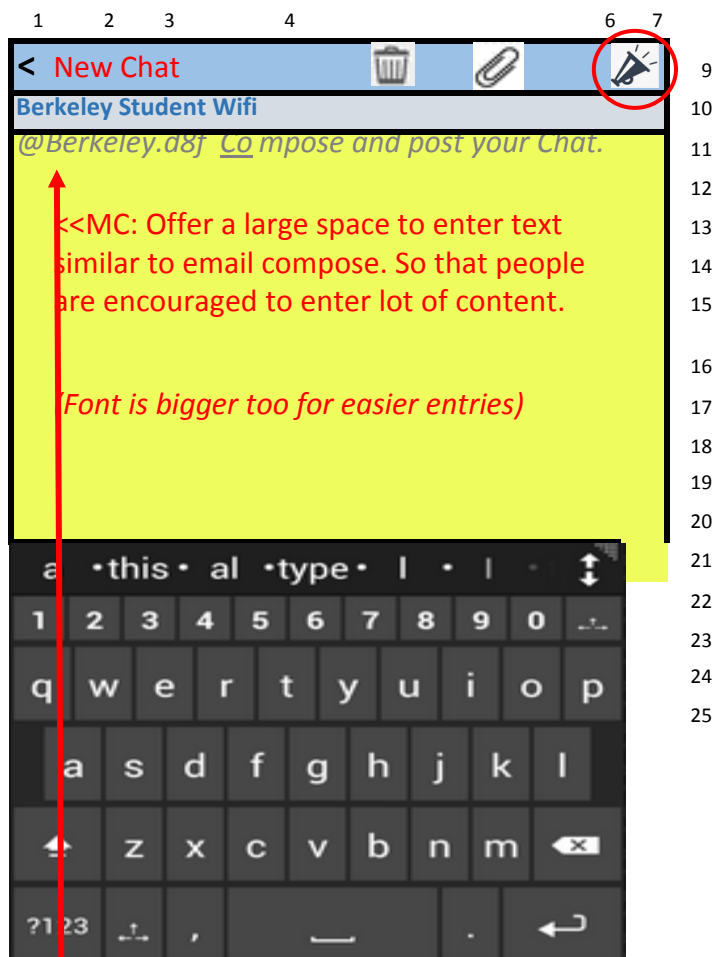 1 2 3 4 6 7
< New Chat 9
Berkeley Student Wifi 10
@Berkeley.d8f Co mpose and post your Chat. 11
12
<<MC: Offer a large space to enter text 13
similar to email compose. So that people 14
are encouraged to enter lot of content. 15
16
(Font is bigger too for easier entries) 17
18
19
20
a •this• al •type• l • l • 21
22
1 2 3 4 5 6 7 8 9 0
23
q w e r t y u i o p 24
25
a s d f g h j k l
z x c v b n m
?123 , .